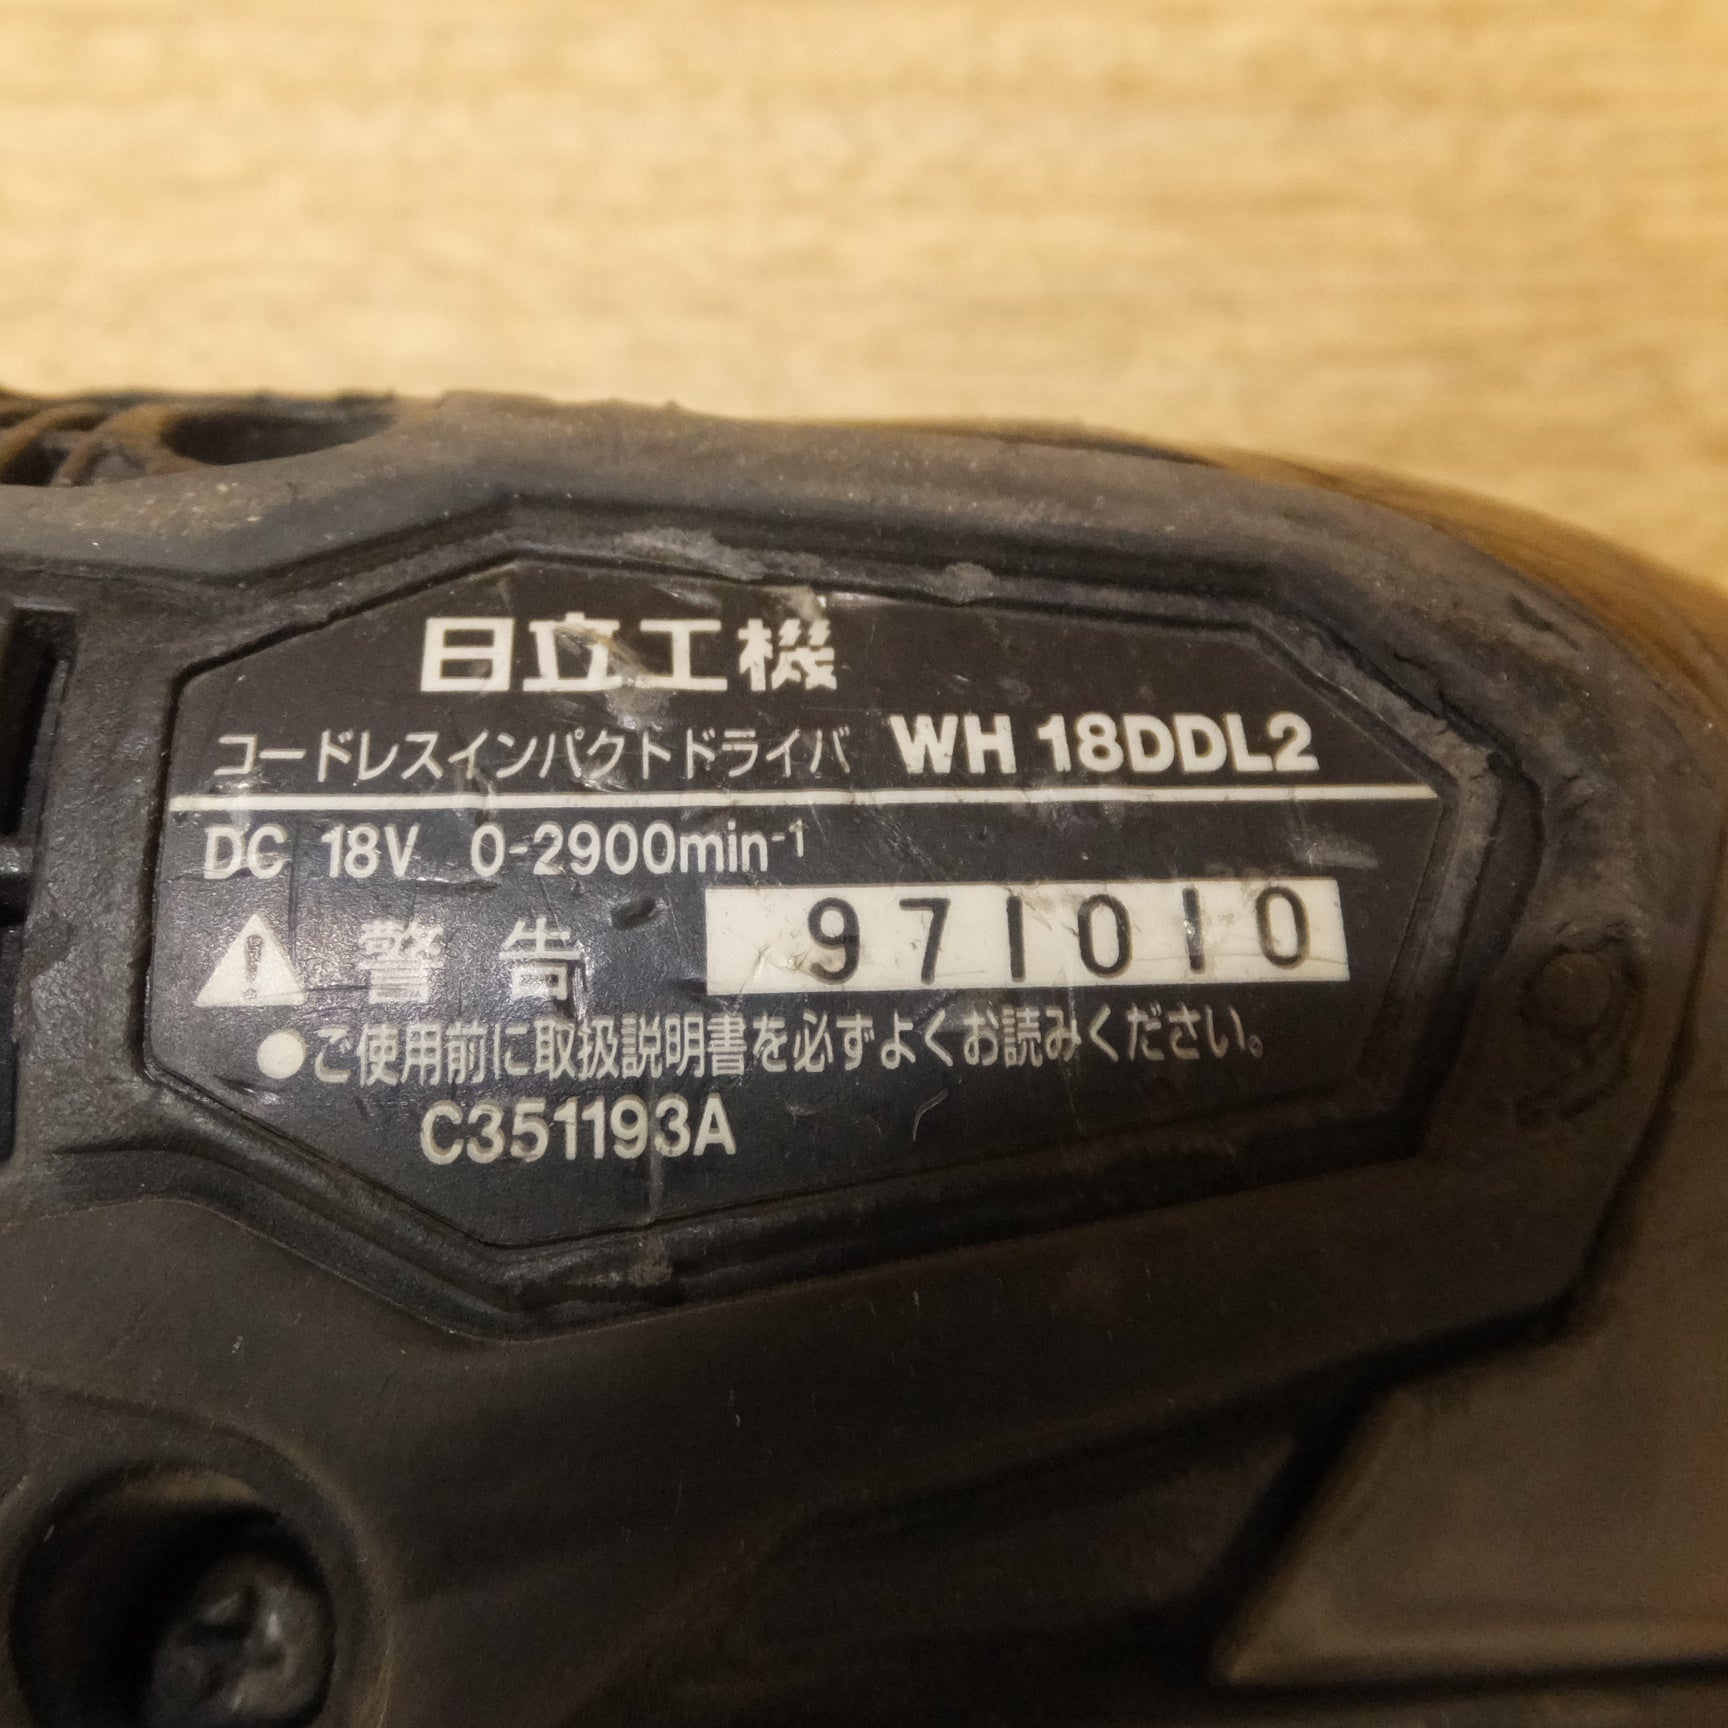 日立工機
コードレスインパクトドライバ WH 18DDL2
DC 18V 0-2900min⁻¹
警告 971010
●ご使用前に取扱説明書を必ずよくお読みください。
C351193A